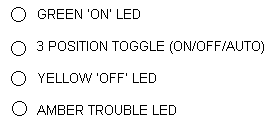 GREEN 'ON' LED
3 POSITION TOGGLE (ON/OFF/AUTO)
YELLOW 'OFF' LED
AMBER TROUBLE LED